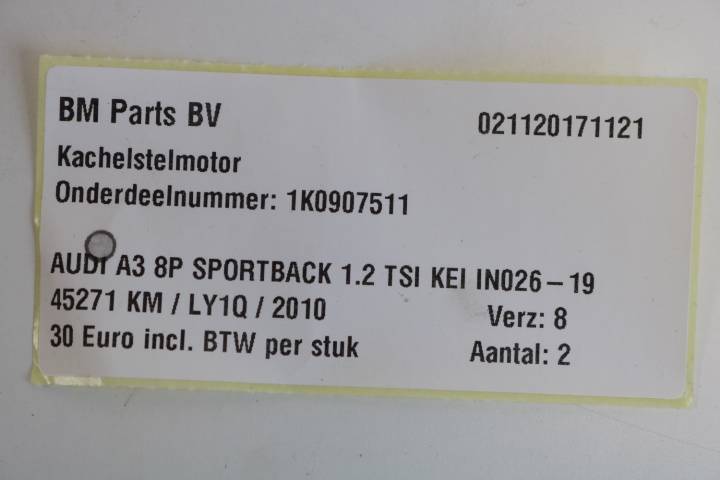 BM Parts BV 021120171121
Kachelstelmotor
Onderdeelnummer: 1K0907511
AUDI A3 8P SPORTBACK 1.2 TSI KEI IN026-19
45271 KM / LY1Q / 2010 Verz: 8
30 Euro incl. BTW per stuk Aantal: 2